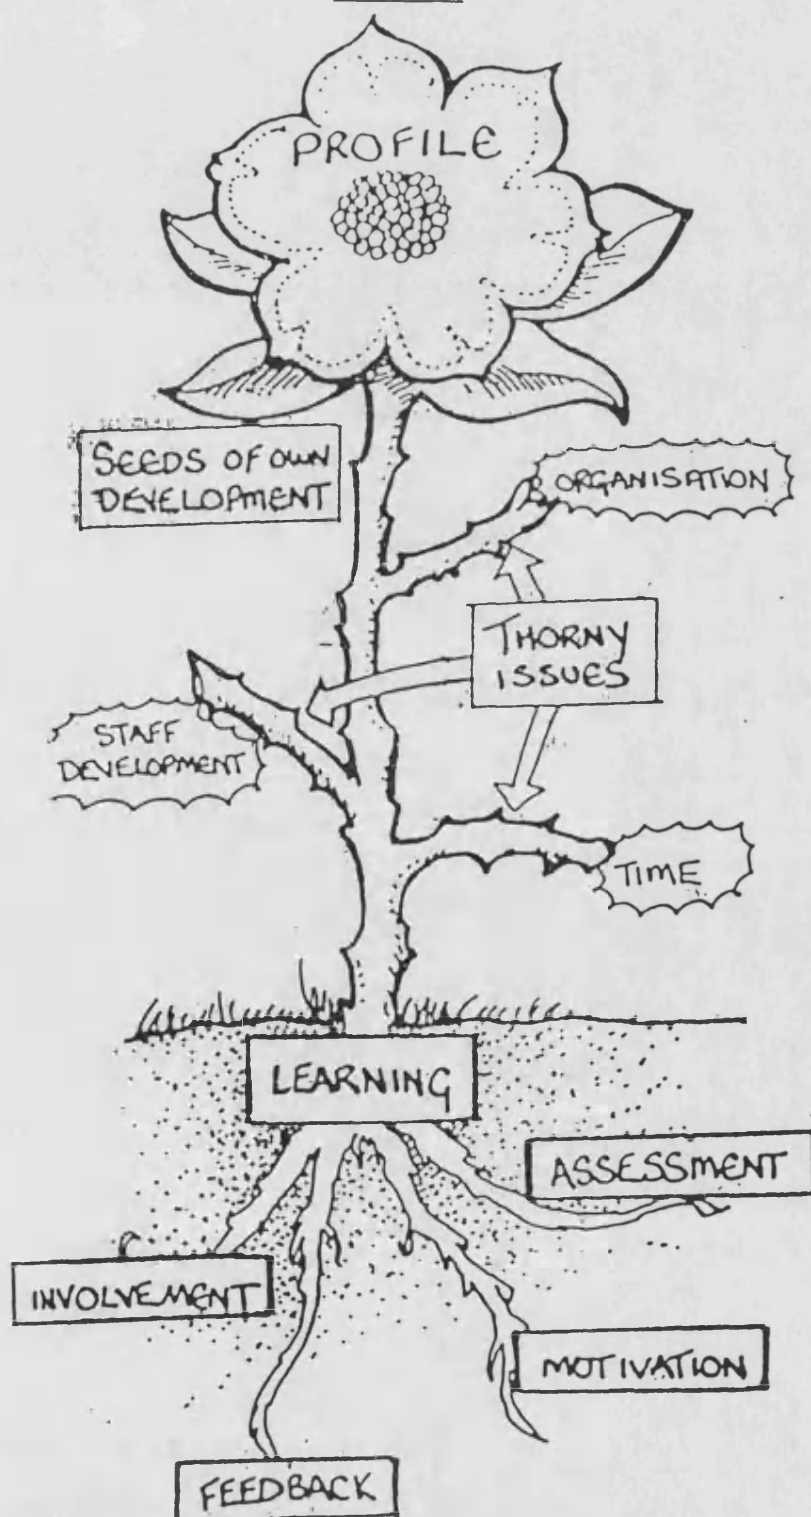 PROFILE
SEEDS OF OWN
DEVELOPMENT
ORGANISATION
THORNY
ISSUES
STAFF
DEVELOPMENT
TIME
LEARNING
ASSESSMENT
INVOLVEMENT
MOTIVATION
FEEDBACK